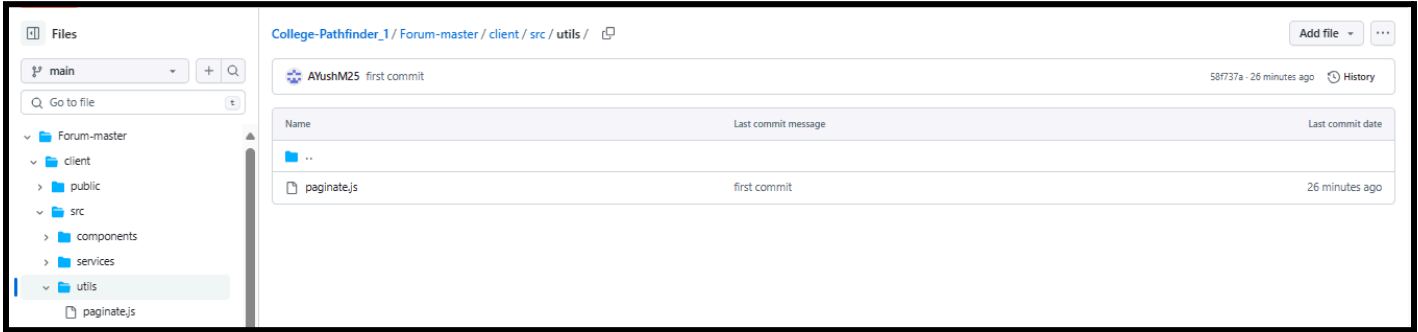 Files
main
Go to file
t
Forum-master
client
public
src
components
services
utils
paginate.js
College-Pathfinder_1 / Forum-master / client / src / utils /
Add file
AYushM25 first commit
58f737a · 26 minutes ago
History
Name Last commit message Last commit date
..
paginate.js first commit 26 minutes ago